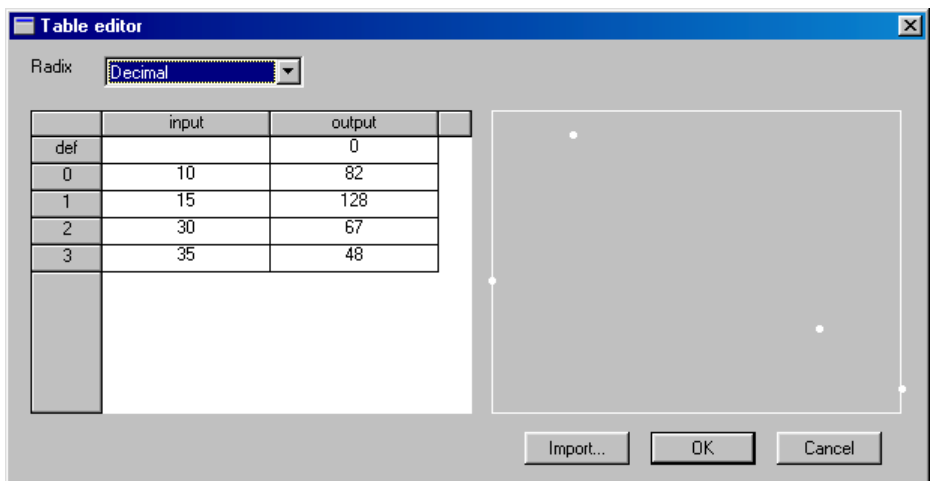 Table editor
Radix Decimal
input output
def 0
0 10 82
1 15 128
2 30 67
3 35 48
Import... OK Cancel